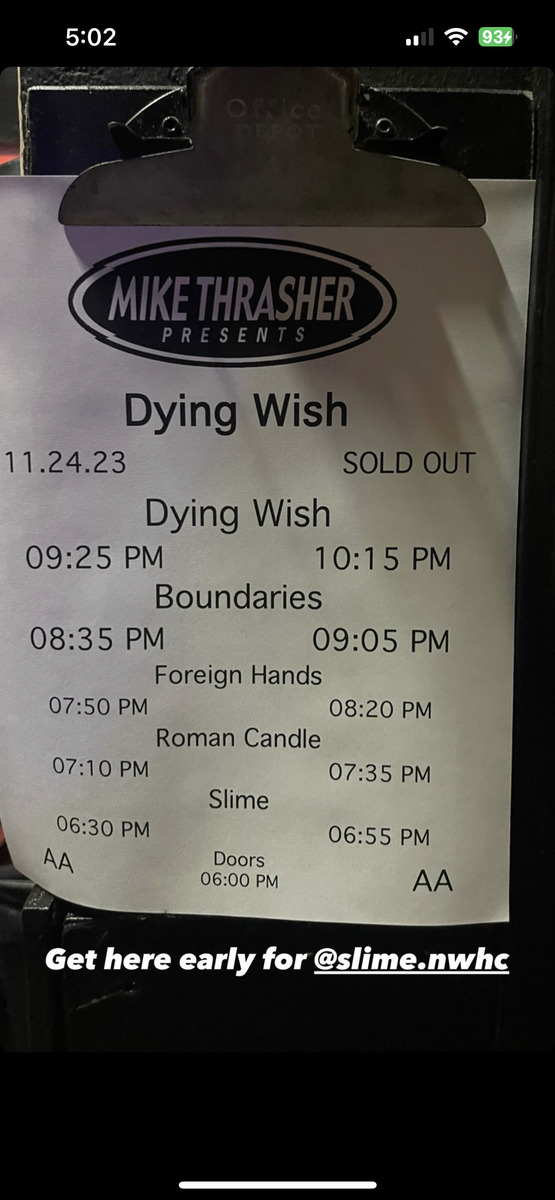 5:02
93
Office
DEPOT
MIKE THRASHER
PRESENTS
Dying Wish
11.24.23 SOLD OUT
Dying Wish
09:25 PM 10:15 PM
Boundaries
08:35 PM 09:05 PM
Foreign Hands
07:50 PM 08:20 PM
Roman Candle
07:10 PM 07:35 PM
Slime
06:30 PM 06:55 PM
AA Doors AA
06:00 PM
Get here early for @slime.nwhc